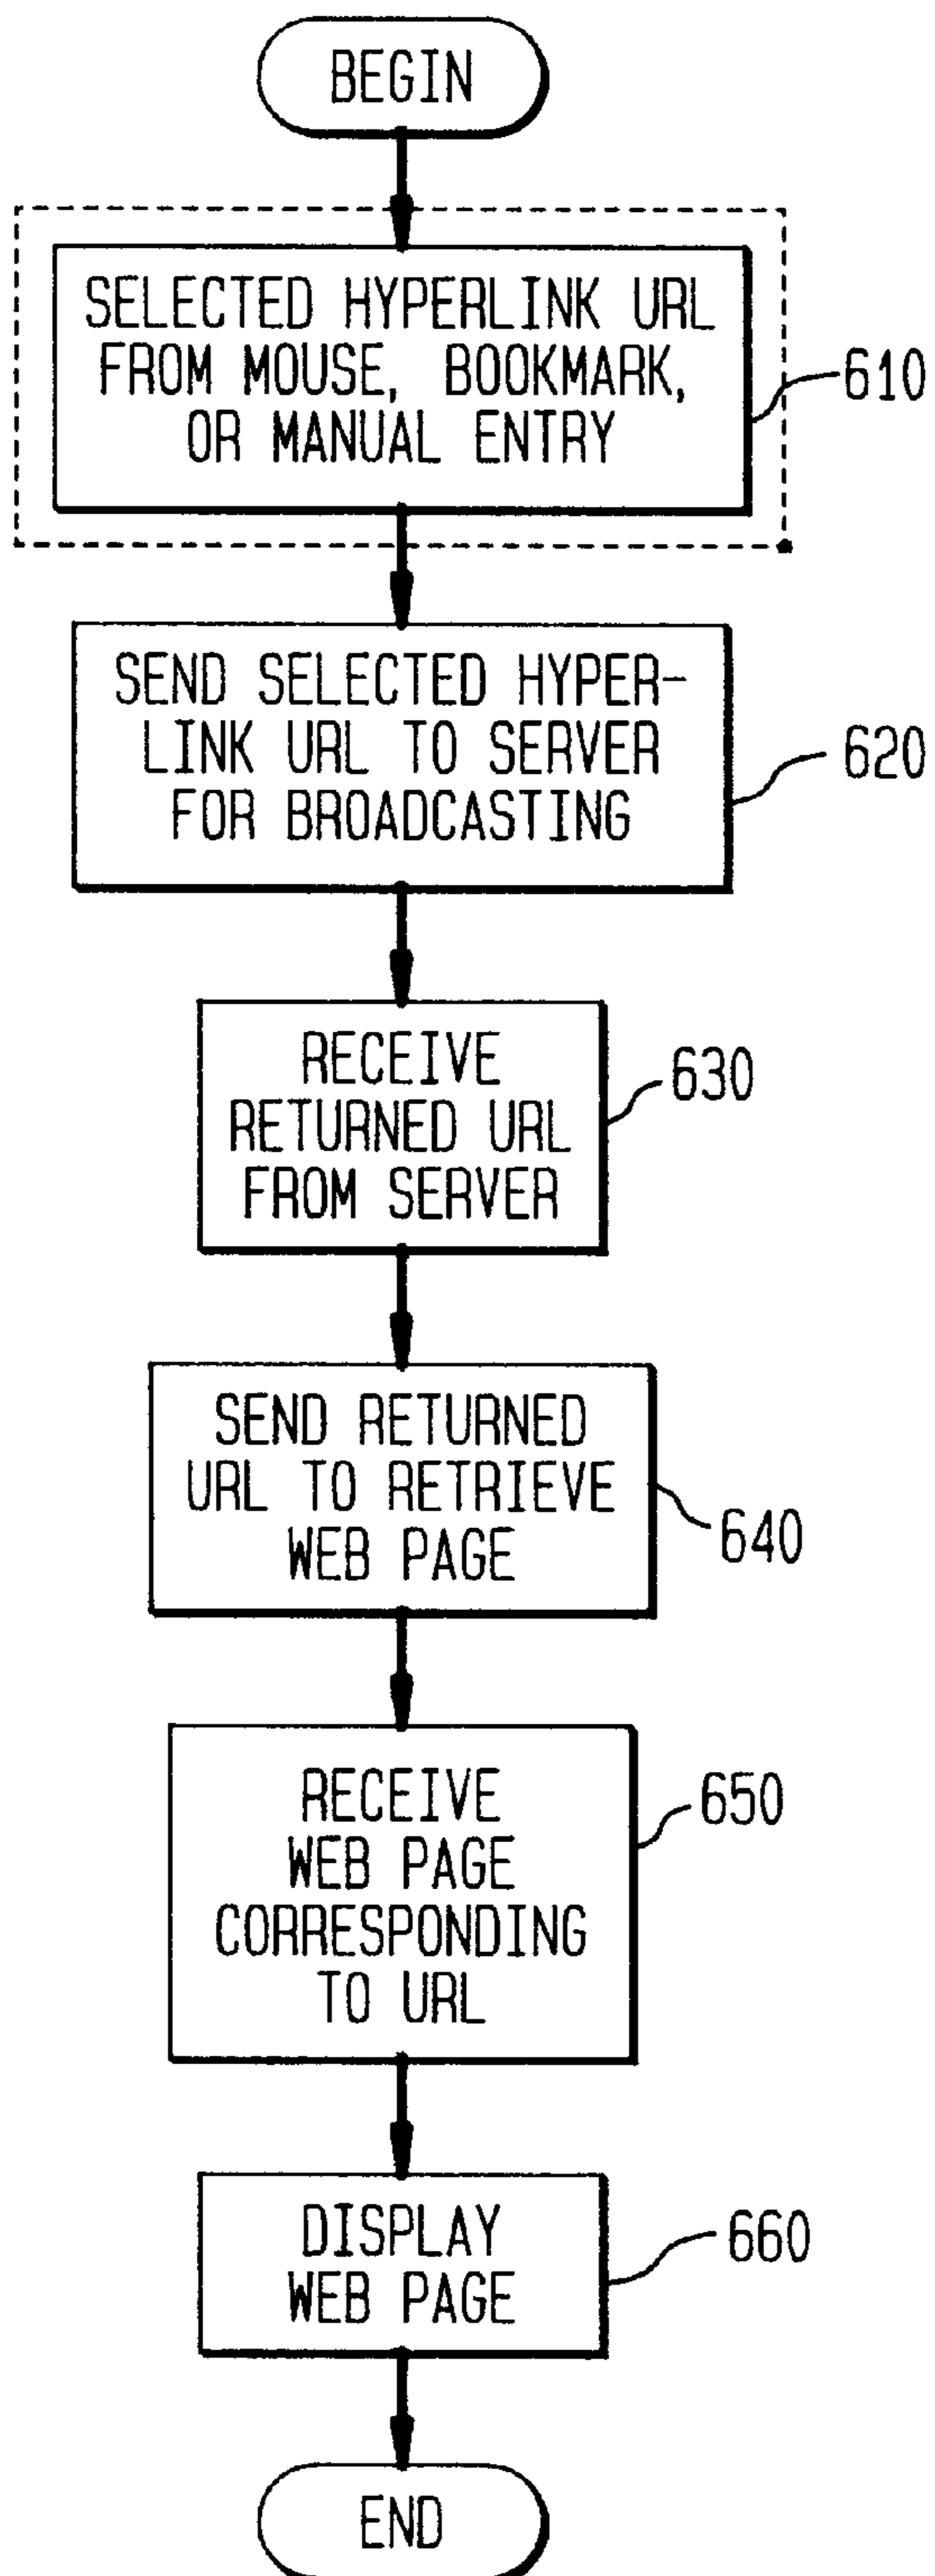 BEGIN
SELECTED HYPERLINK URL
FROM MOUSE, BOOKMARK,
OR MANUAL ENTRY
610
SEND SELECTED HYPER-
LINK URL TO SERVER
FOR BROADCASTING
620
RECEIVE
RETURNED URL
FROM SERVER
630
SEND RETURNED
URL TO RETRIEVE
WEB PAGE
640
RECEIVE
WEB PAGE
CORRESPONDING
TO URL
650
DISPLAY
WEB PAGE
660
END